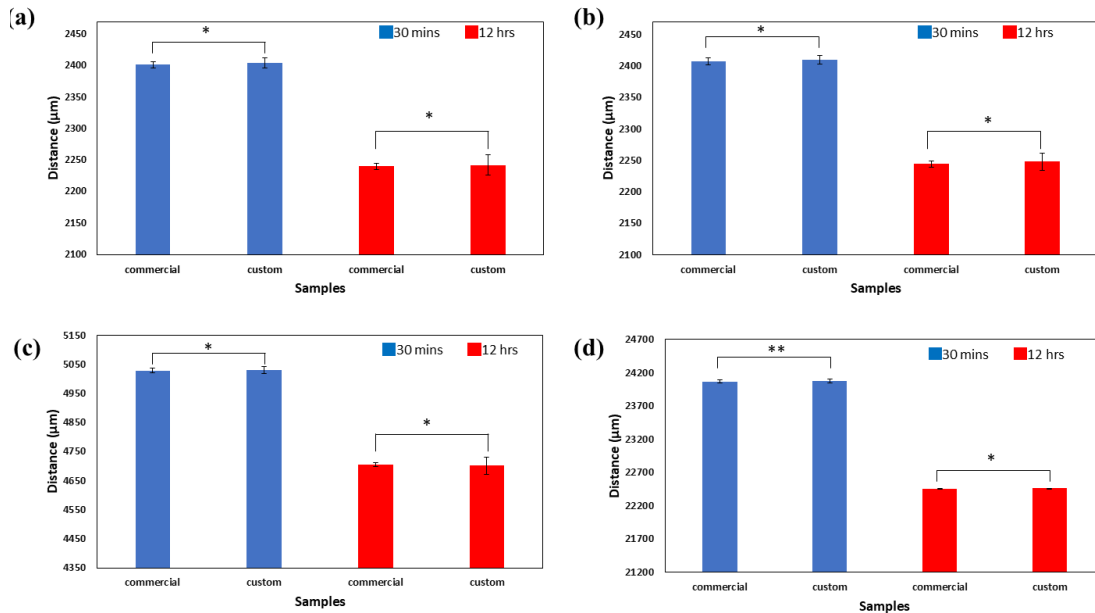 (a)
30 mins
12 hrs
*
*
2450
2400
2350
2300
2250
2200
2150
2100
Distance (µm)
commercial
custom
commercial
custom
Samples
(b)
30 mins
12 hrs
*
*
2450
2400
2350
2300
2250
2200
2150
2100
Distance (µm)
commercial
custom
commercial
custom
Samples
(c)
30 mins
12 hrs
*
*
5150
5050
4950
4850
4750
4650
4550
4450
4350
Distance (µm)
commercial
custom
commercial
custom
Samples
(d)
30 mins
12 hrs
**
*
24700
24200
23700
23200
22700
22200
21700
21200
Distance (µm)
commercial
custom
commercial
custom
Samples